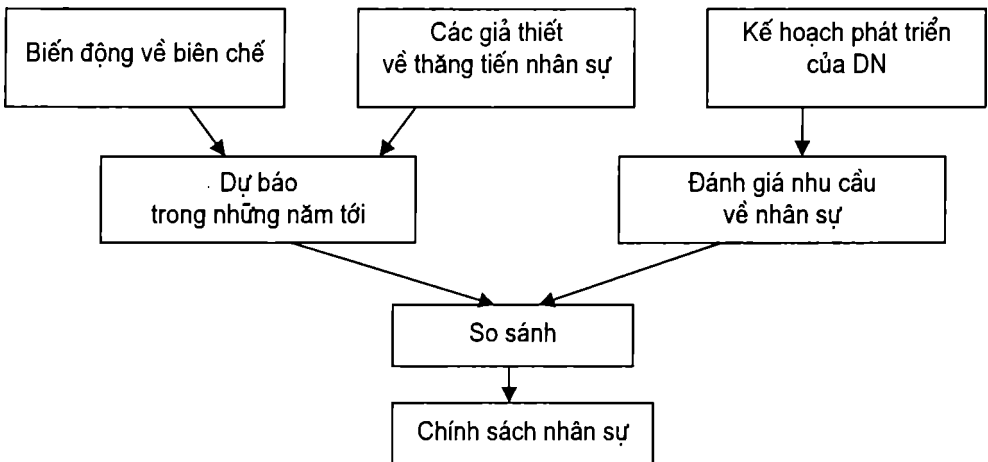 Biến động về biên chế
Các giả thiết
về thăng tiến nhân sự
Kế hoạch phát triển
của DN
Dự báo
trong những năm tới
Đánh giá nhu cầu
về nhân sự
So sánh
Chính sách nhân sự